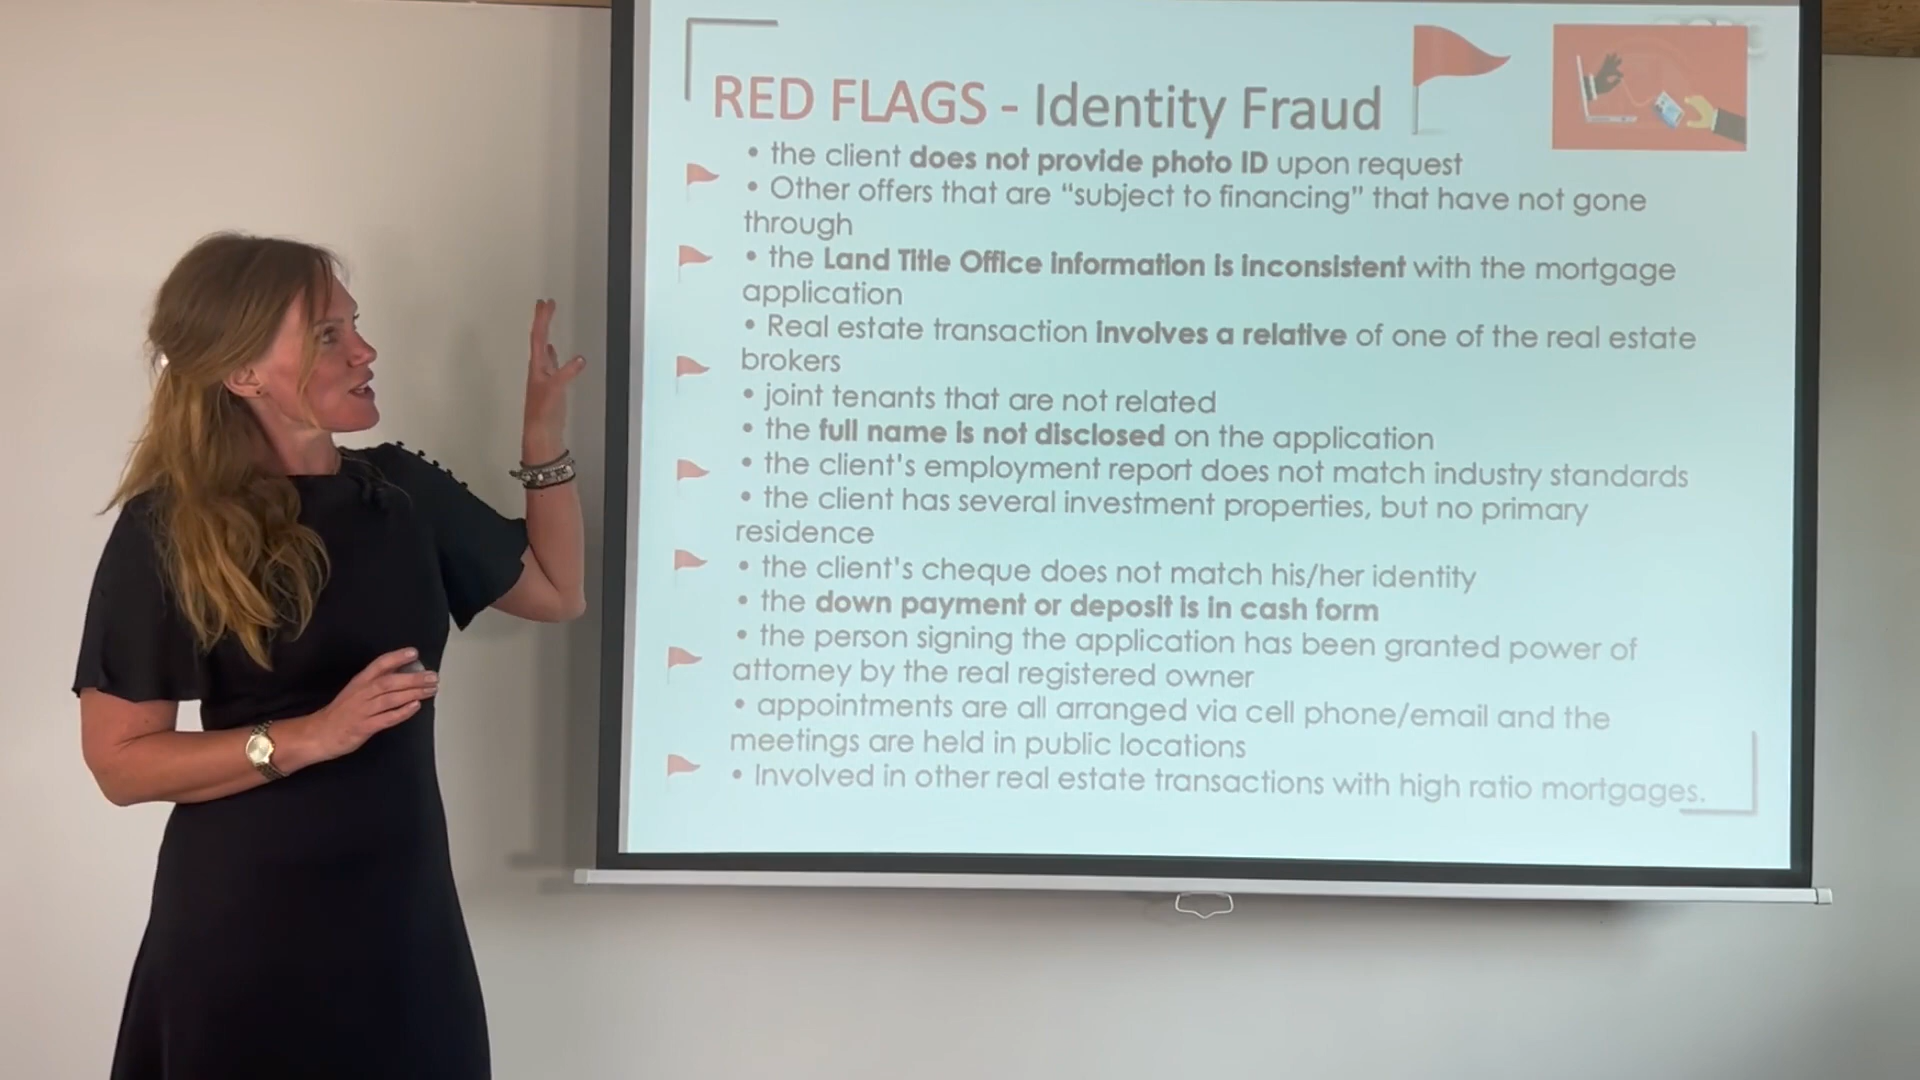 RED FLAGS - Identity Fraud
• the client does not provide photo ID upon request
• Other offers that are “subject to financing” that have not gone
through
• the Land Title Office information is inconsistent with the mortgage
application
• Real estate transaction involves a relative of one of the real estate
brokers
• joint tenants that are not related
• the full name is not disclosed on the application
• the client's employment report does not match industry standards
• the client has several investment properties, but no primary
residence
• the client's cheque does not match his/her identity
• the down payment or deposit is in cash form
• the person signing the application has been granted power of
attorney by the real registered owner
• appointments are all arranged via cell phone/email and the
meetings are held in public locations
• Involved in other real estate transactions with high ratio mortgages.